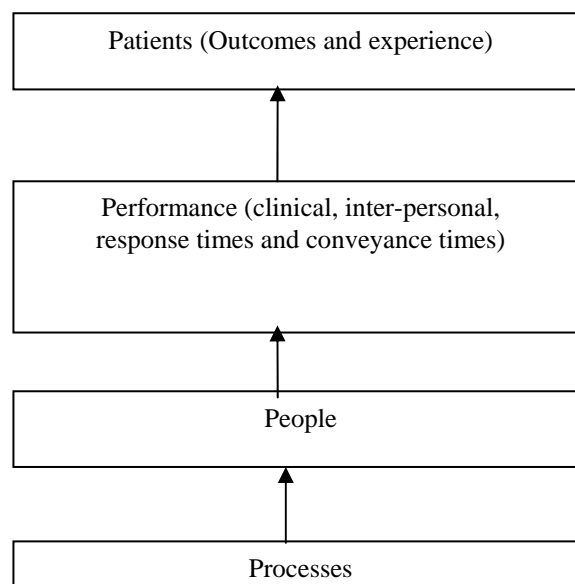 Patients (Outcomes and experience)
Performance (clinical, inter-personal,
response times and conveyance times)
People
Processes